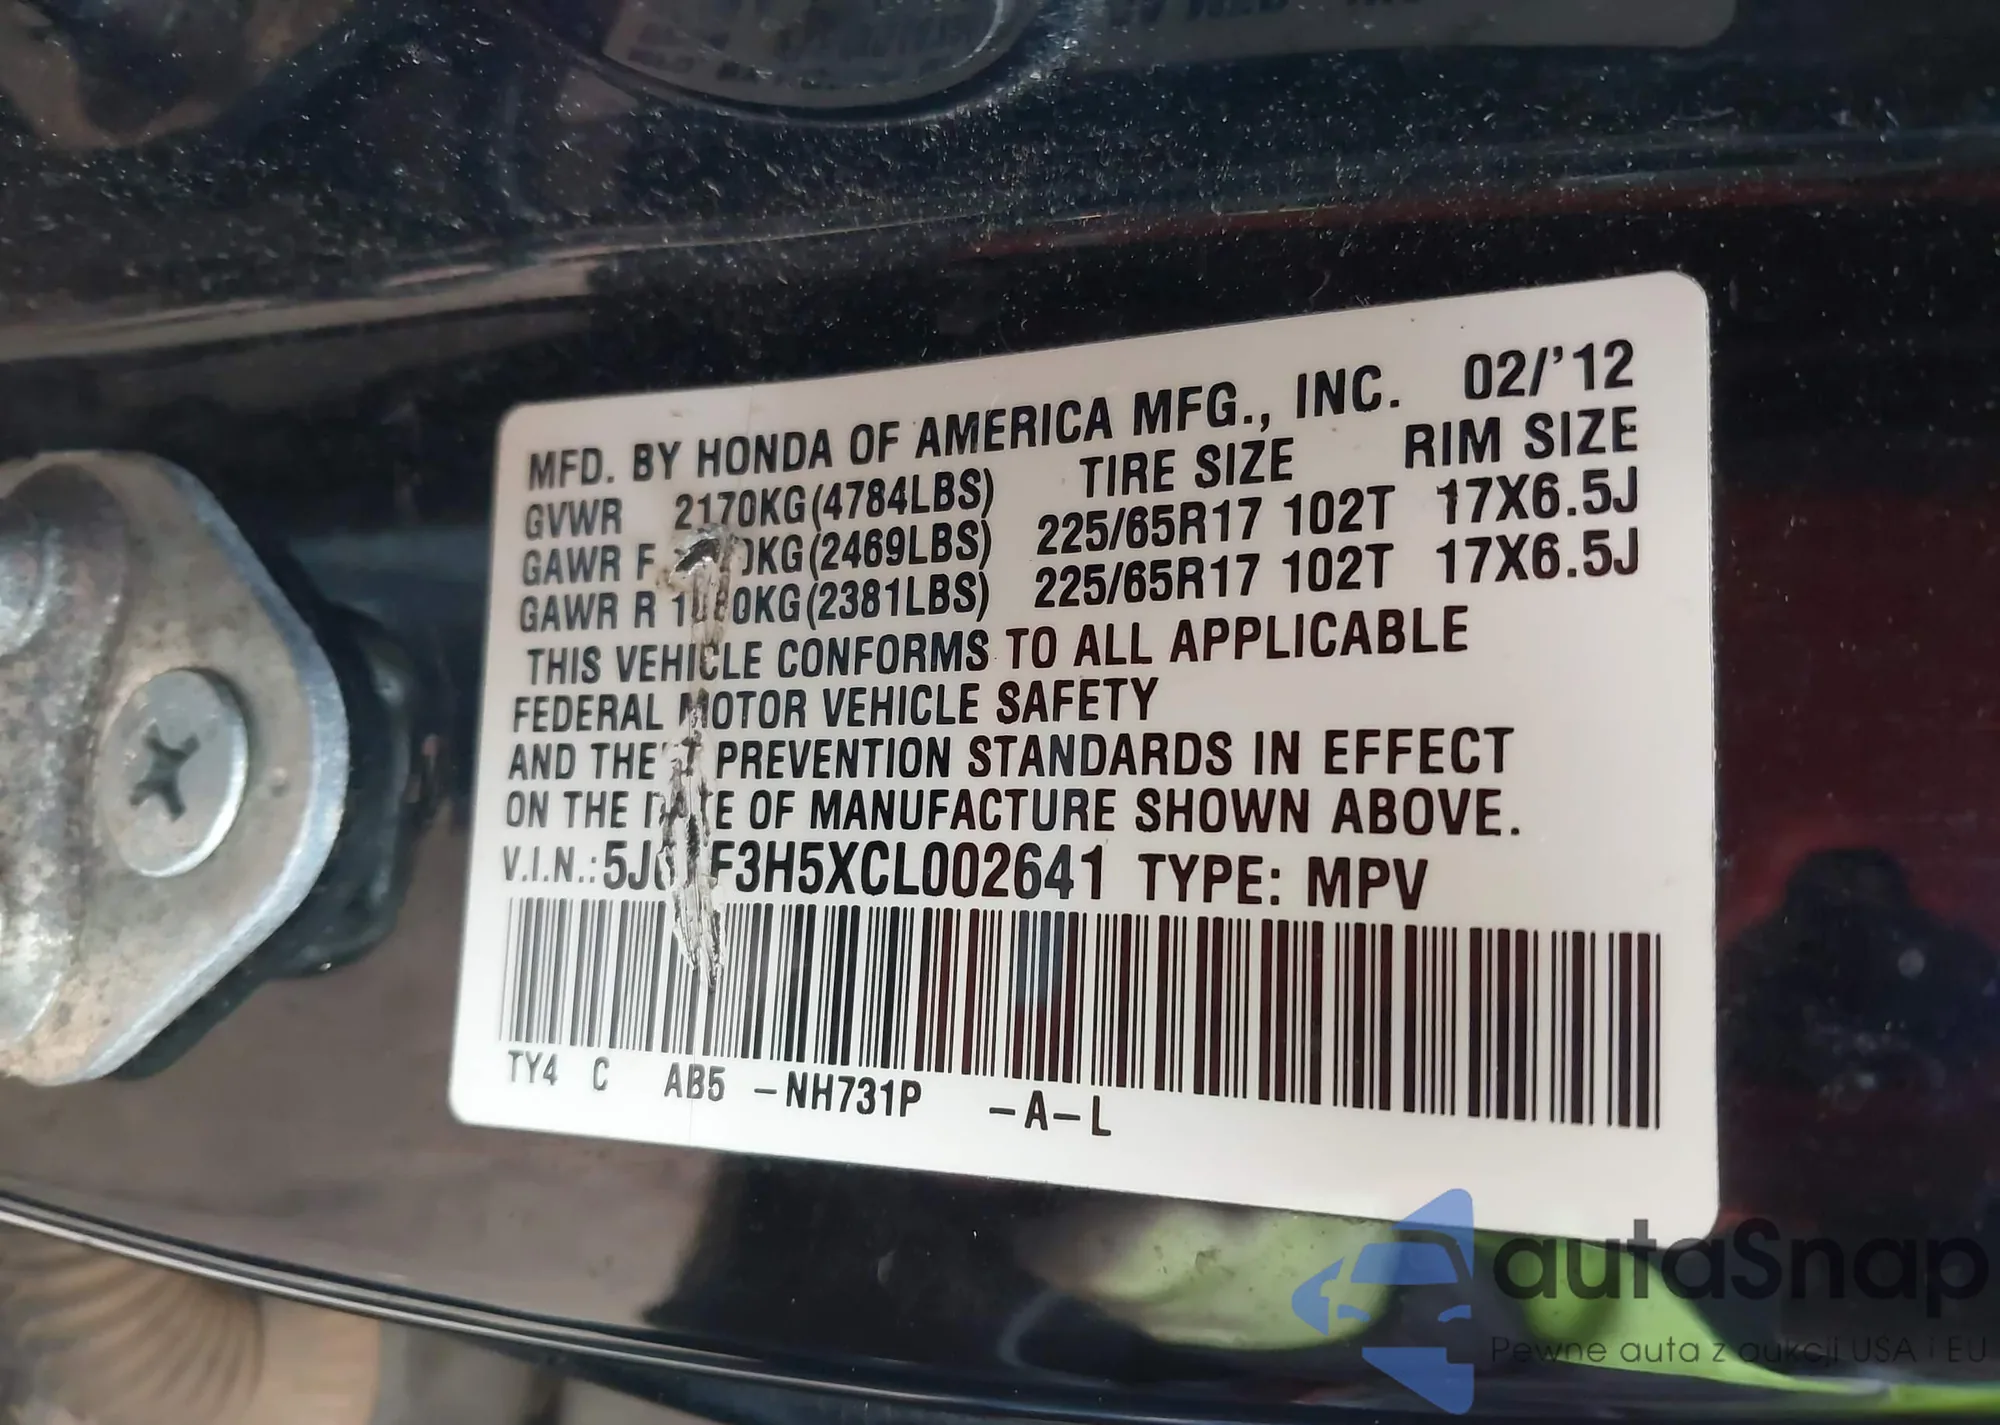 MFD. BY HONDA OF AMERICA MFG., INC. 02/'12
GVWR 2170KG(4784LBS) TIRE SIZE RIM SIZE
GAWR F KG(2469LBS) 225/65R17 102T 17X6.5J
GAWR R (2381LBS) 225/65R17 102T 17X6.5J
THIS VEHICLE CONFORMS TO ALL APPLICABLE
FEDERAL MOTOR VEHICLE SAFETY
AND THEFT PREVENTION STANDARDS IN EFFECT
ON THE DATE OF MANUFACTURE SHOWN ABOVE.
V.I.N.: F3H5XCL002641 TYPE: MPV
TY4 C AB5 -NH731P -A-L
autaSnap
Pewne auta z aukcji USA i EU